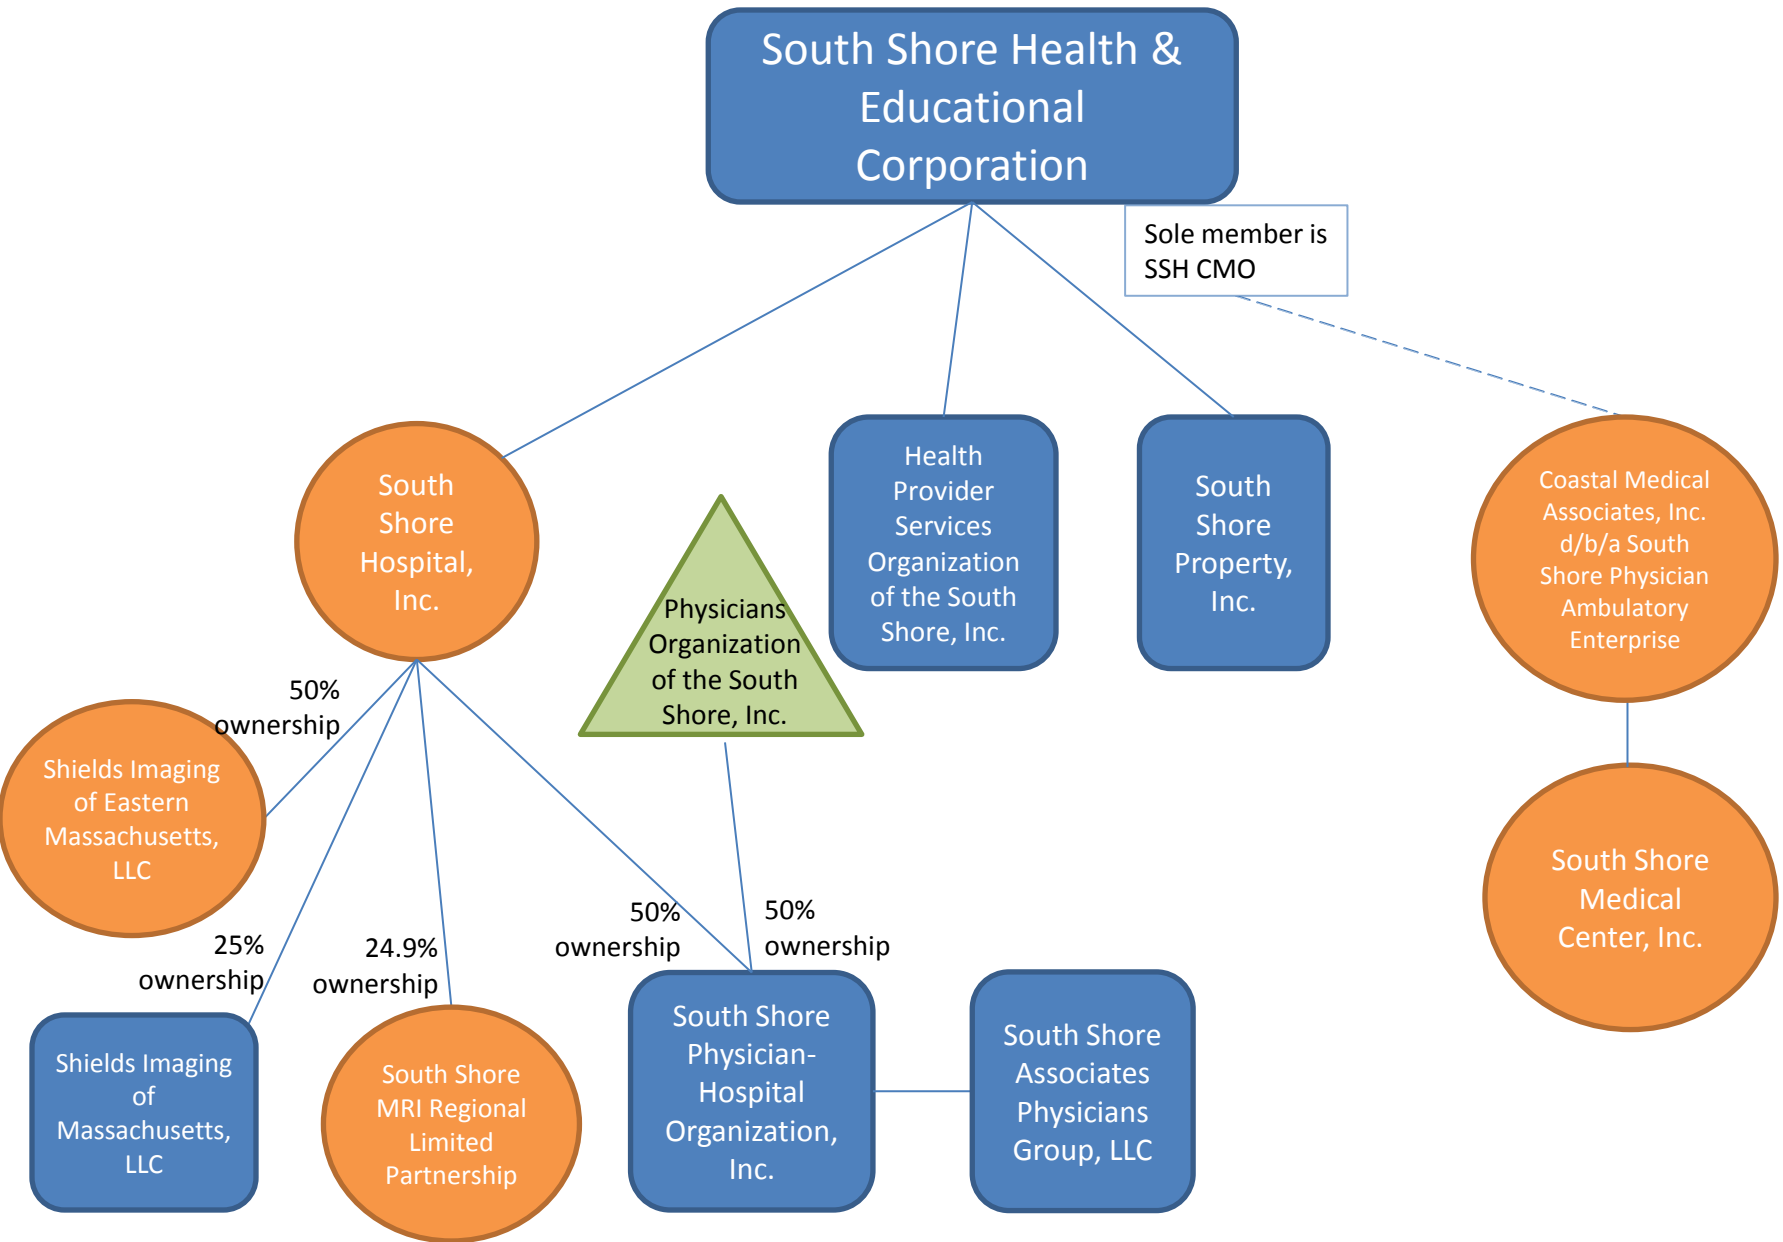 South Shore Health &
Educational
Corporation
Sole member is
SSH CMO
South
Shore
Hospital,
Inc.
Physicians
Organization
of the South
Shore, Inc.
Health
Provider
Services
Organization
of the South
Shore, Inc.
South
Shore
Property,
Inc.
Coastal Medical
Associates, Inc.
d/b/a South
Shore Physician
Ambulatory
Enterprise
50%
ownership
Shields Imaging
of Eastern
Massachusetts,
LLC
25%
ownership
24.9%
ownership
50%
ownership
50%
ownership
South Shore
Medical
Center, Inc.
Shields Imaging
of
Massachusetts,
LLC
South Shore
MRI Regional
Limited
Partnership
South Shore
Physician-
Hospital
Organization,
Inc.
South Shore
Associates
Physicians
Group, LLC